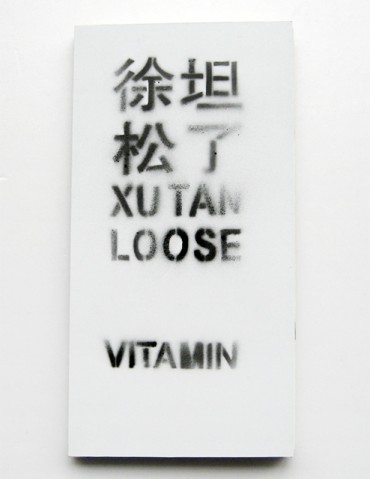 徐坦
松了
XU TAN
LOOSE
VITAMIN